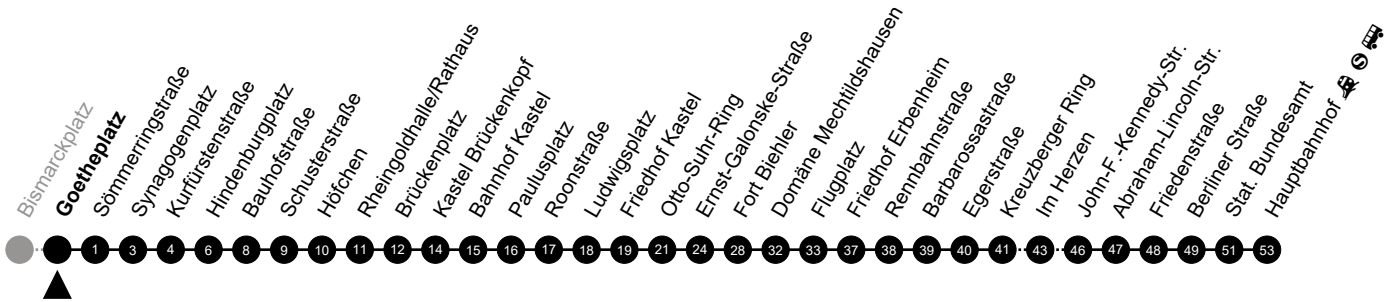 Bismarckplatz
Goetheplatz
Sömmerringstraße
Synagogenplatz
Kurfürstenstraße
Hindenburgplatz
Bauhofstraße
Schusterstraße
Höfchen
Rheingoldhalle/Rathaus
Brückenplatz
Kastel Brückenkopf
Bahnhof Kastel
Paulusplatz
Roonstraße
Ludwigsplatz
Friedhof Kastel
Otto-Suhr-Ring
Ernst-Galonske-Straße
Fort Biehler
Domäne Mechtildshausen
Flugplatz
Friedhof Erbenheim
Rennbahnstraße
Barbarossastraße
Egerstraße
Kreuzberger Ring
Im Herzen
John-F.-Kennedy-Str.
Abraham-Lincoln-Str.
Friedenstraße
Berliner Straße
Stat. Bundesamt
Hauptbahnhof S
1 3 4 6 8 9 10 11 12 14 15 16 17 18 19 21 24 28 32 33 37 38 39 40 41 43 46 47 48 49 51 53